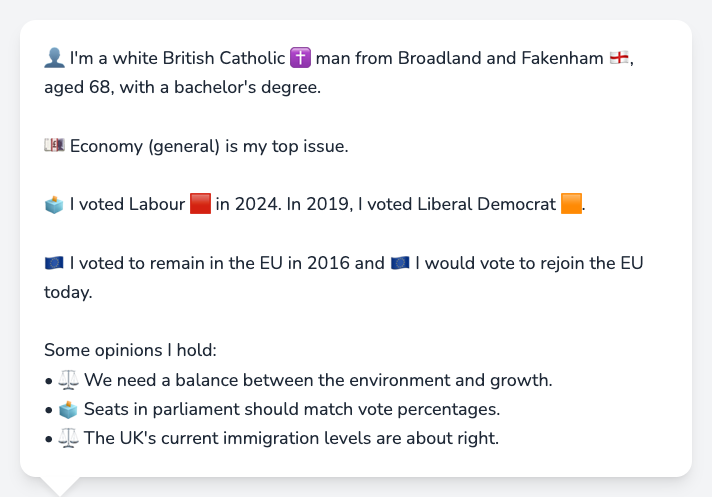 👤 I'm a white British Catholic ✝️ man from Broadland and Fakenham 🏴󠁧󠁢󠁥󠁮󠁧󠁿,
aged 68, with a bachelor's degree.
💷 Economy (general) is my top issue.
🗳️ I voted Labour 🟥 in 2024. In 2019, I voted Liberal Democrat 🟧.
🇪🇺 I voted to remain in the EU in 2016 and 🇪🇺 I would vote to rejoin the EU
today.
Some opinions I hold:
• ⚖️ We need a balance between the environment and growth.
• 🗳️ Seats in parliament should match vote percentages.
• ⚖️ The UK's current immigration levels are about right.